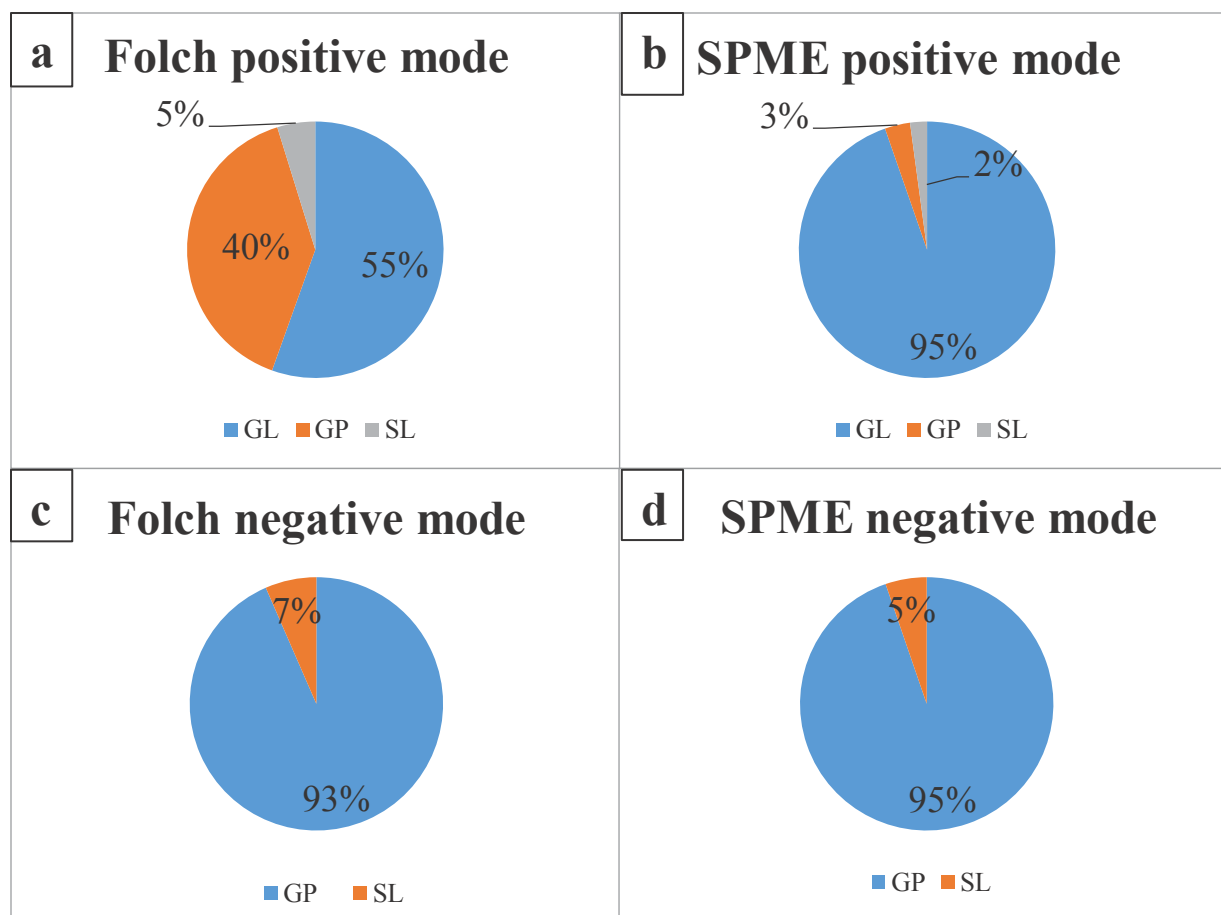 a Folch positive mode
5%
40%
55%
GL GP SL
b SPME positive mode
3%
2%
95%
GL GP SL
c Folch negative mode
7%
93%
GP SL
d SPME negative mode
5%
95%
GP SL